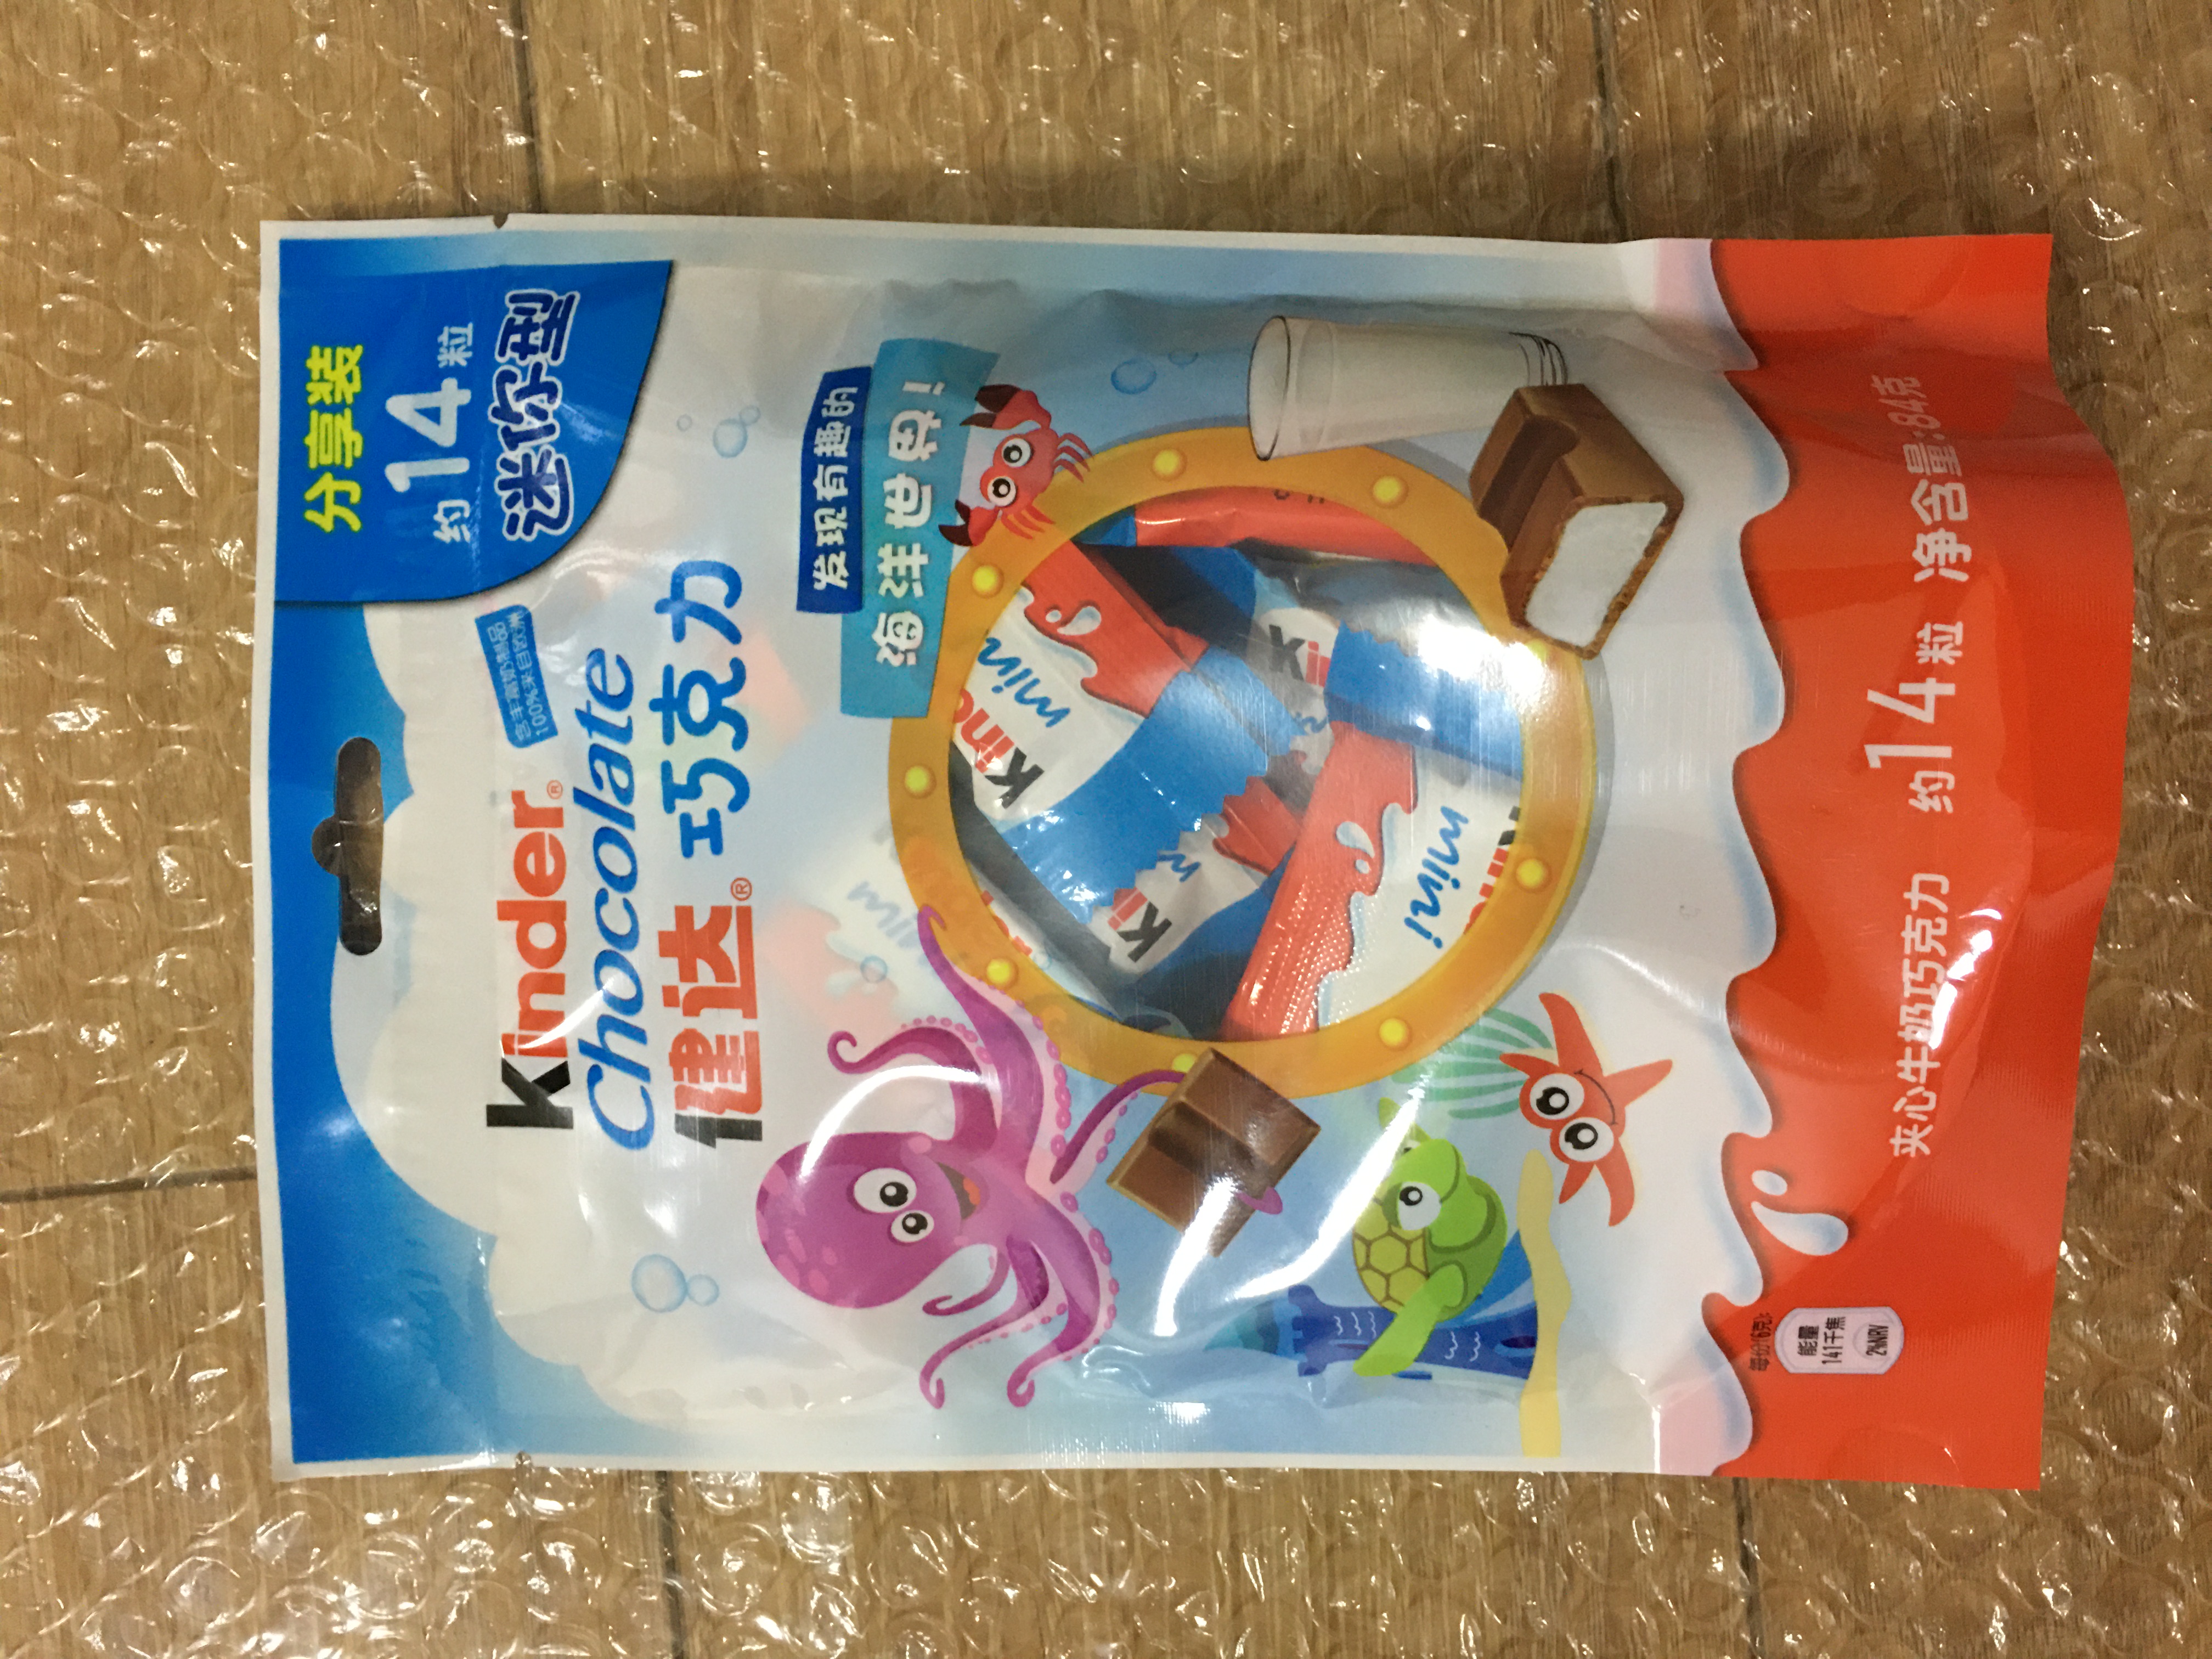 分享装
约14粒
迷你型
含丰富奶制品
100%来自欧洲
Kinder®
Chocolate
健达® 巧克力
发现有趣的
海洋世界!
Kinder
mini
mini
夹心牛奶巧克力 约14粒 净含量:84克
每份(6克)
能量
141千焦
2%NRV